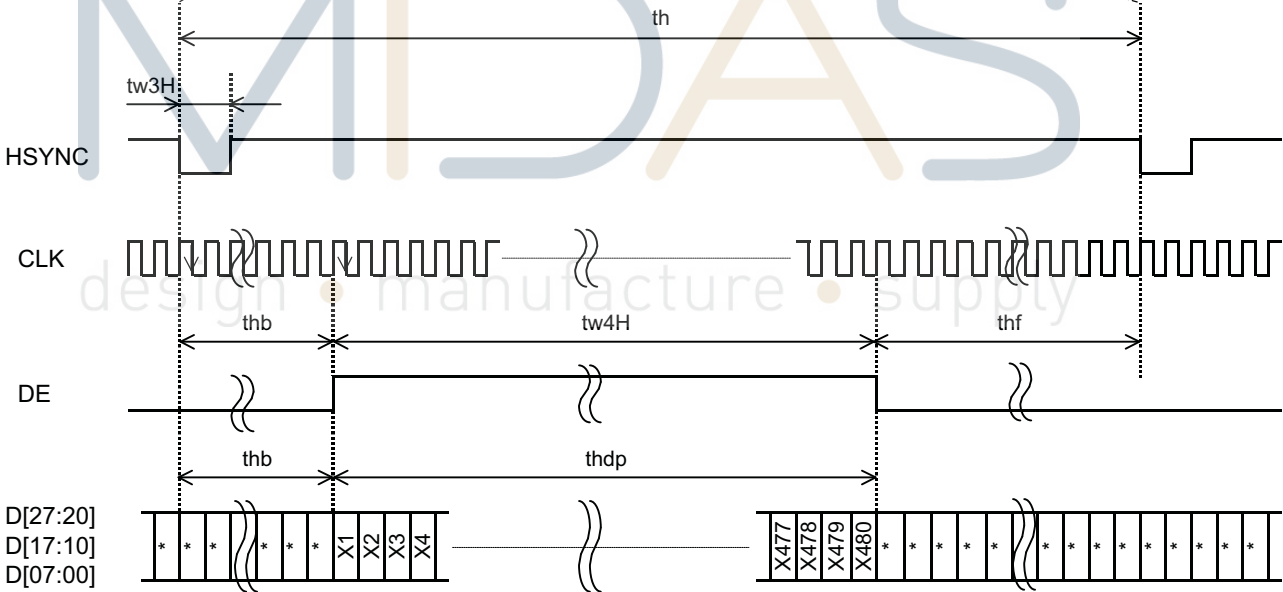 th
tw3H
HSYNC
CLK
thb tw4H thf
DE
thb thdp
D[27:20]
D[17:10]
D[07:00]
* * * * * * X1 X2 X3 X4 X477 X478 X479 X480 * * * * * * * * * * * * * *
MIDAS
design • manufacture • supply